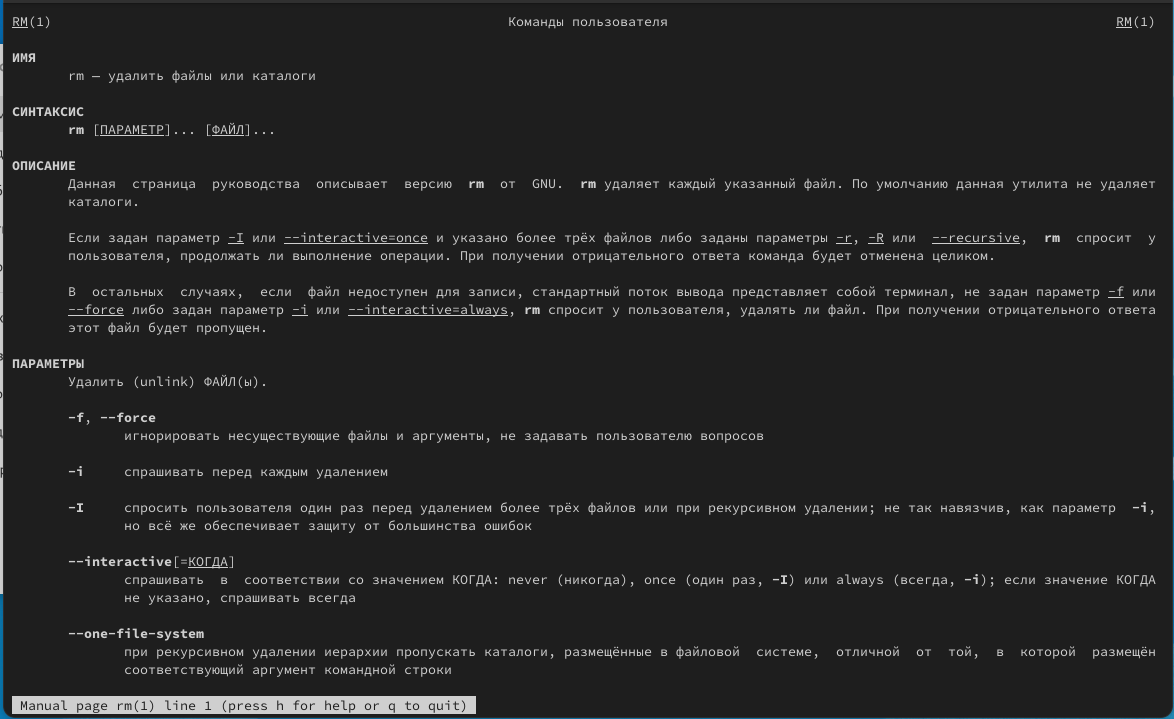 RM(1) Команды пользователя RM(1)
ИМЯ
rm — удалить файлы или каталоги
СИНТАКСИС
rm [ПАРАМЕТР]... [ФАЙЛ]...
ОПИСАНИЕ
Данная страница руководства описывает версию rm от GNU. rm удаляет каждый указанный файл. По умолчанию данная утилита не удаляет
каталоги.
Если задан параметр -I или --interactive=once и указано более трёх файлов либо заданы параметры -r, -R или --recursive, rm спросит у
пользователя, продолжать ли выполнение операции. При получении отрицательного ответа команда будет отменена целиком.
В остальных случаях, если файл недоступен для записи, стандартный поток вывода представляет собой терминал, не задан параметр -f или
--force либо задан параметр -i или --interactive=always, rm спросит у пользователя, удалять ли файл. При получении отрицательного ответа
этот файл будет пропущен.
ПАРАМЕТРЫ
Удалить (unlink) ФАЙЛ(ы).
-f, --force
игнорировать несуществующие файлы и аргументы, не задавать пользователю вопросов
-i спрашивать перед каждым удалением
-I спросить пользователя один раз перед удалением более трёх файлов или при рекурсивном удалении; не так навязчив, как параметр -i,
но всё же обеспечивает защиту от большинства ошибок
--interactive[=КОГДА]
спрашивать в соответствии со значением КОГДА: never (никогда), once (один раз, -I) или always (всегда, -i); если значение КОГДА
не указано, спрашивать всегда
--one-file-system
при рекурсивном удалении иерархии пропускать каталоги, размещённые в файловой системе, отличной от той, в которой размещён
соответствующий аргумент командной строки
Manual page rm(1) line 1 (press h for help or q to quit)